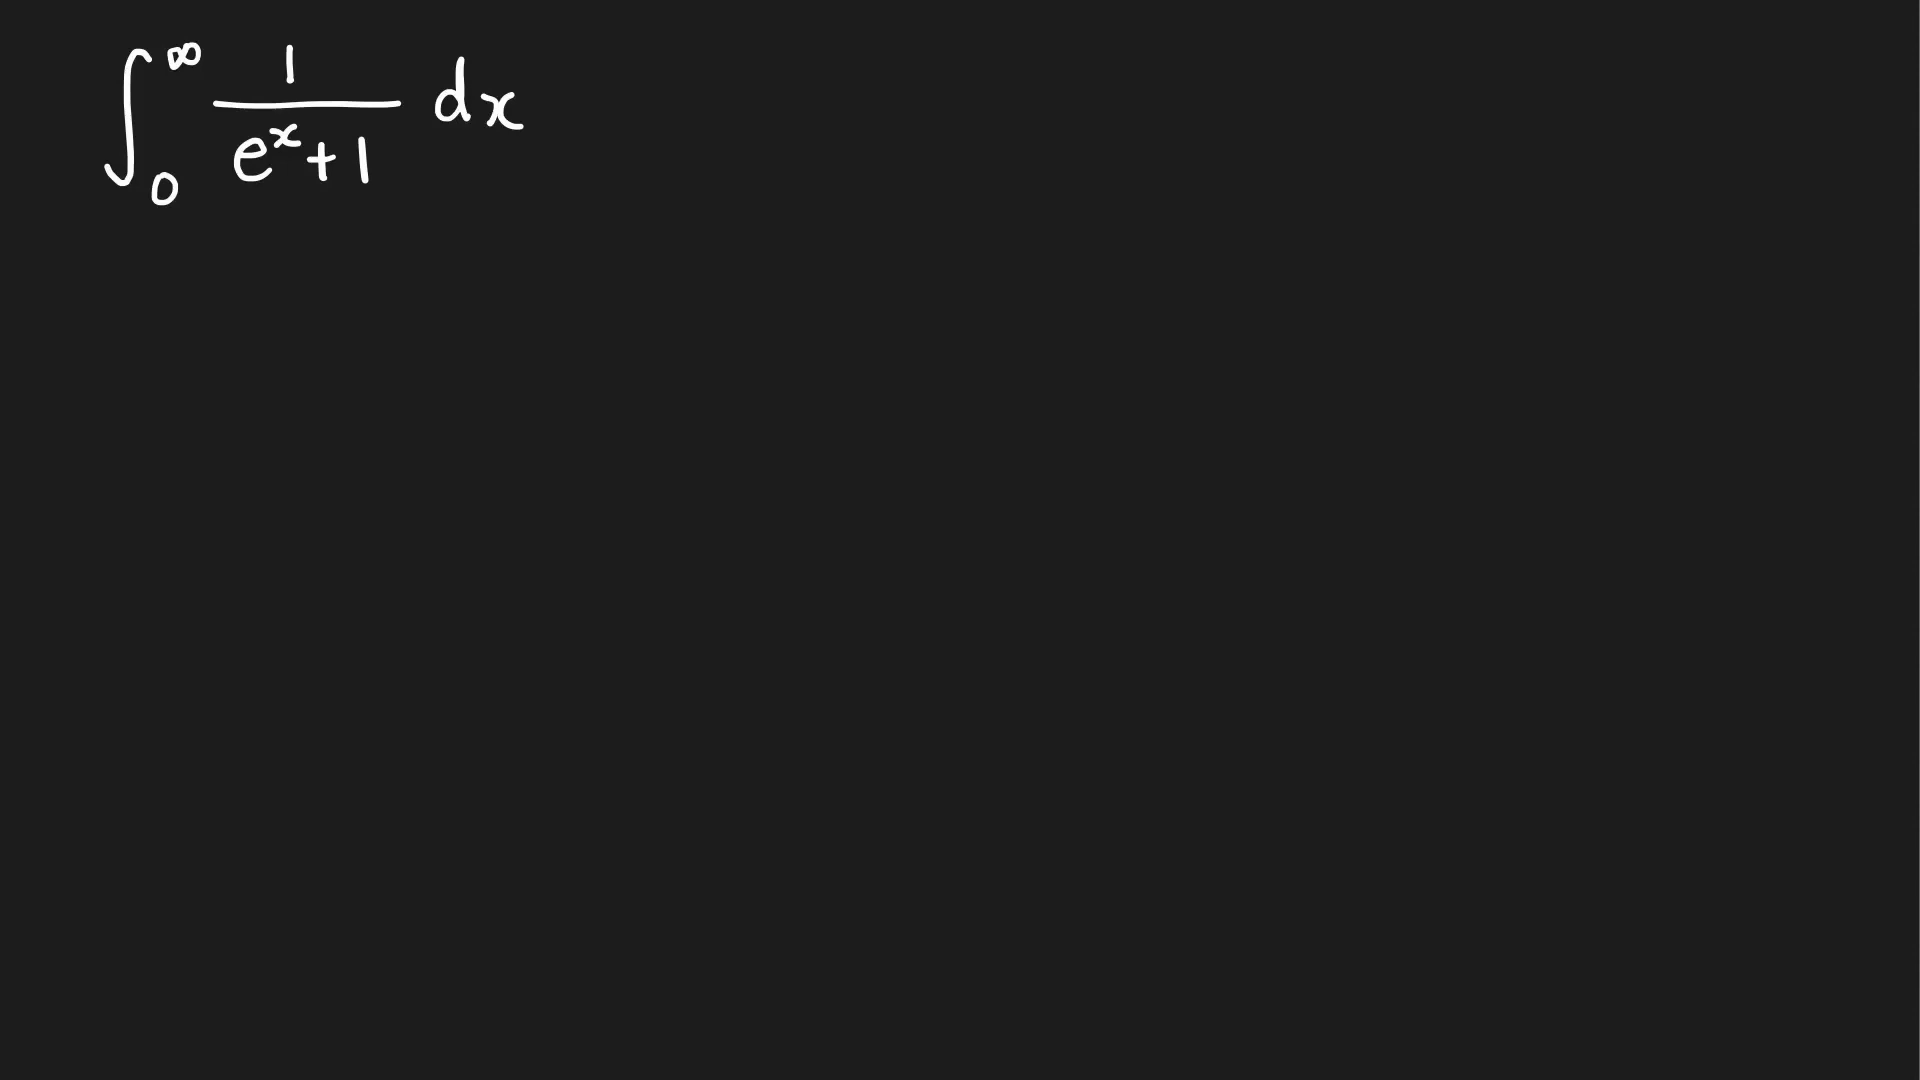 ∫₀^∞ 1/(eˣ+1) dx